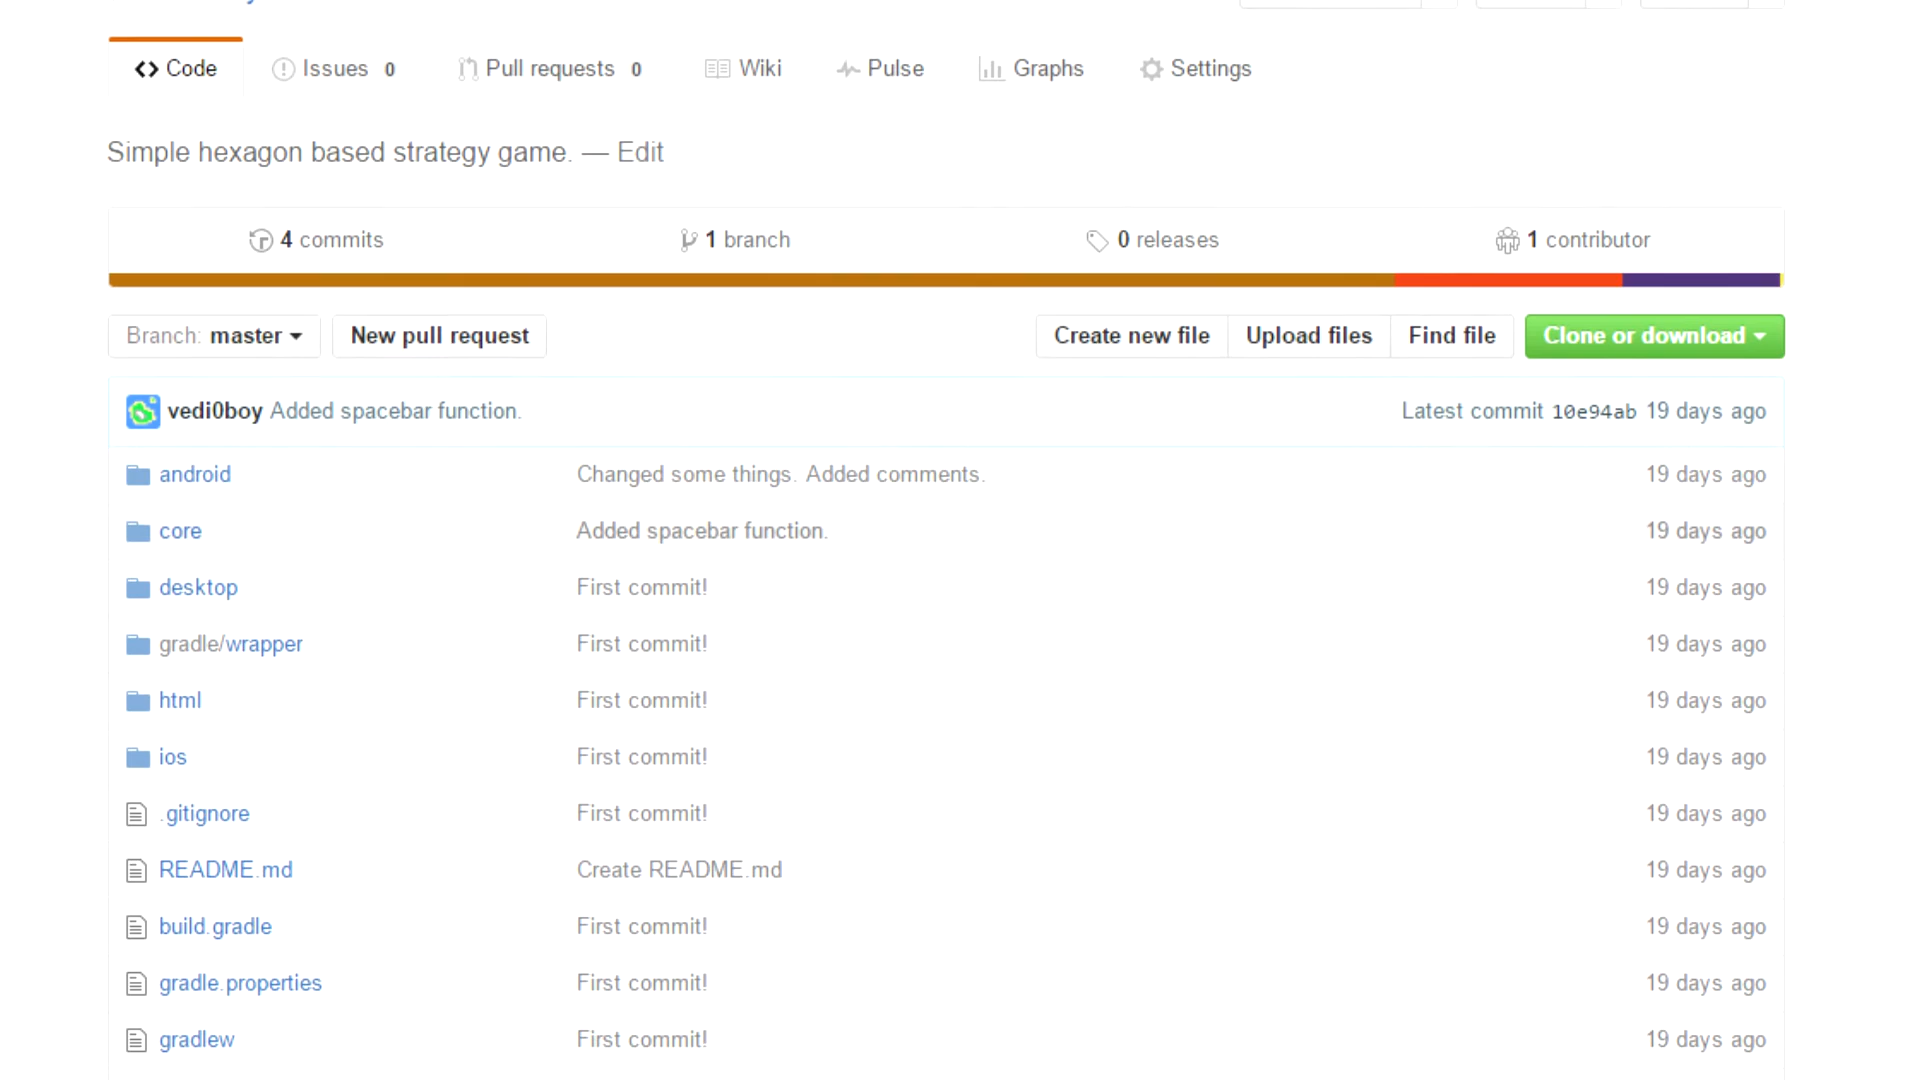 Code Issues 0 Pull requests 0 Wiki Pulse Graphs Settings
Simple hexagon based strategy game. — Edit
4 commits 1 branch 0 releases 1 contributor
Branch: master New pull request Create new file Upload files Find file Clone or download
vedi0boy Added spacebar function. Latest commit 10e94ab 19 days ago
android Changed some things. Added comments. 19 days ago
core Added spacebar function. 19 days ago
desktop First commit! 19 days ago
gradle/wrapper First commit! 19 days ago
html First commit! 19 days ago
ios First commit! 19 days ago
.gitignore First commit! 19 days ago
README.md Create README.md 19 days ago
build.gradle First commit! 19 days ago
gradle.properties First commit! 19 days ago
gradlew First commit! 19 days ago